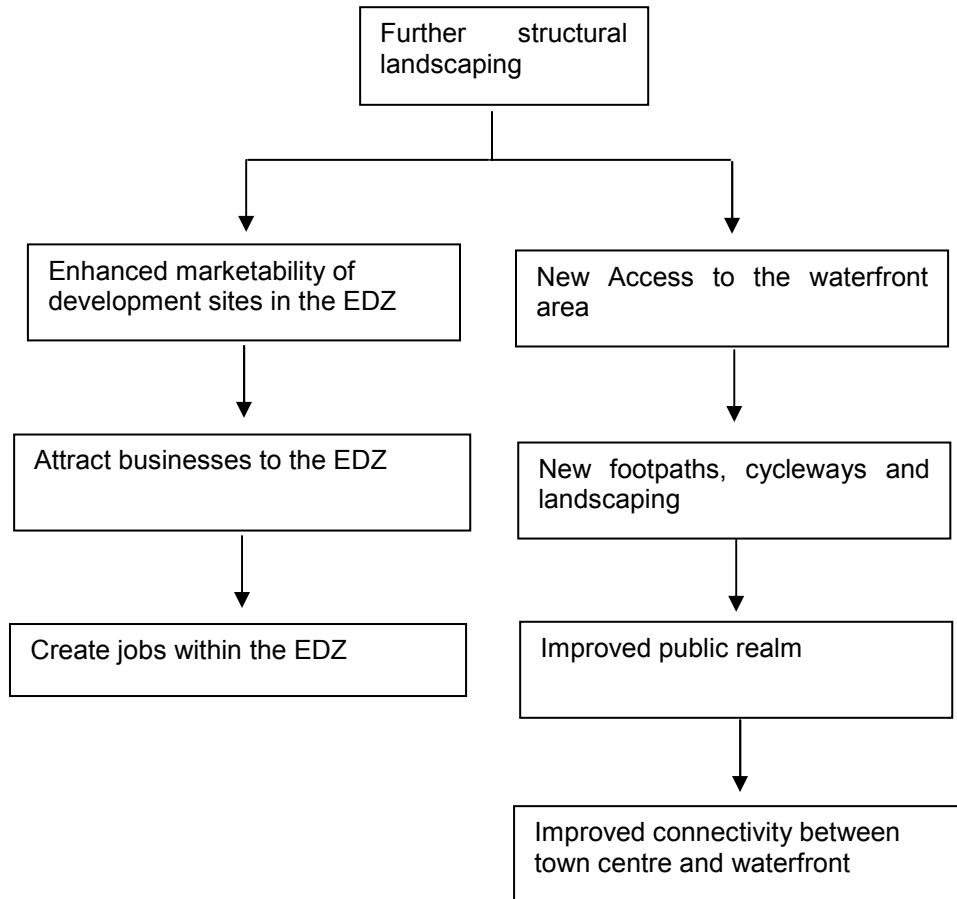 Further structural
landscaping
Enhanced marketability of
development sites in the EDZ
New Access to the waterfront
area
Attract businesses to the EDZ
New footpaths, cycleways and
landscaping
Create jobs within the EDZ
Improved public realm
Improved connectivity between
town centre and waterfront